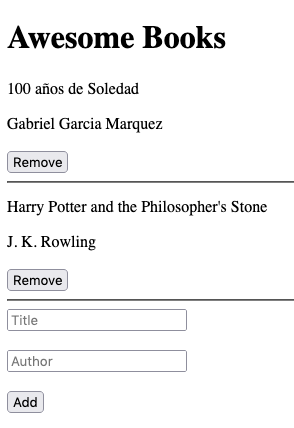 Awesome Books
100 años de Soledad
Gabriel Garcia Marquez
Remove
Harry Potter and the Philosopher's Stone
J. K. Rowling
Remove
Title
Author
Add